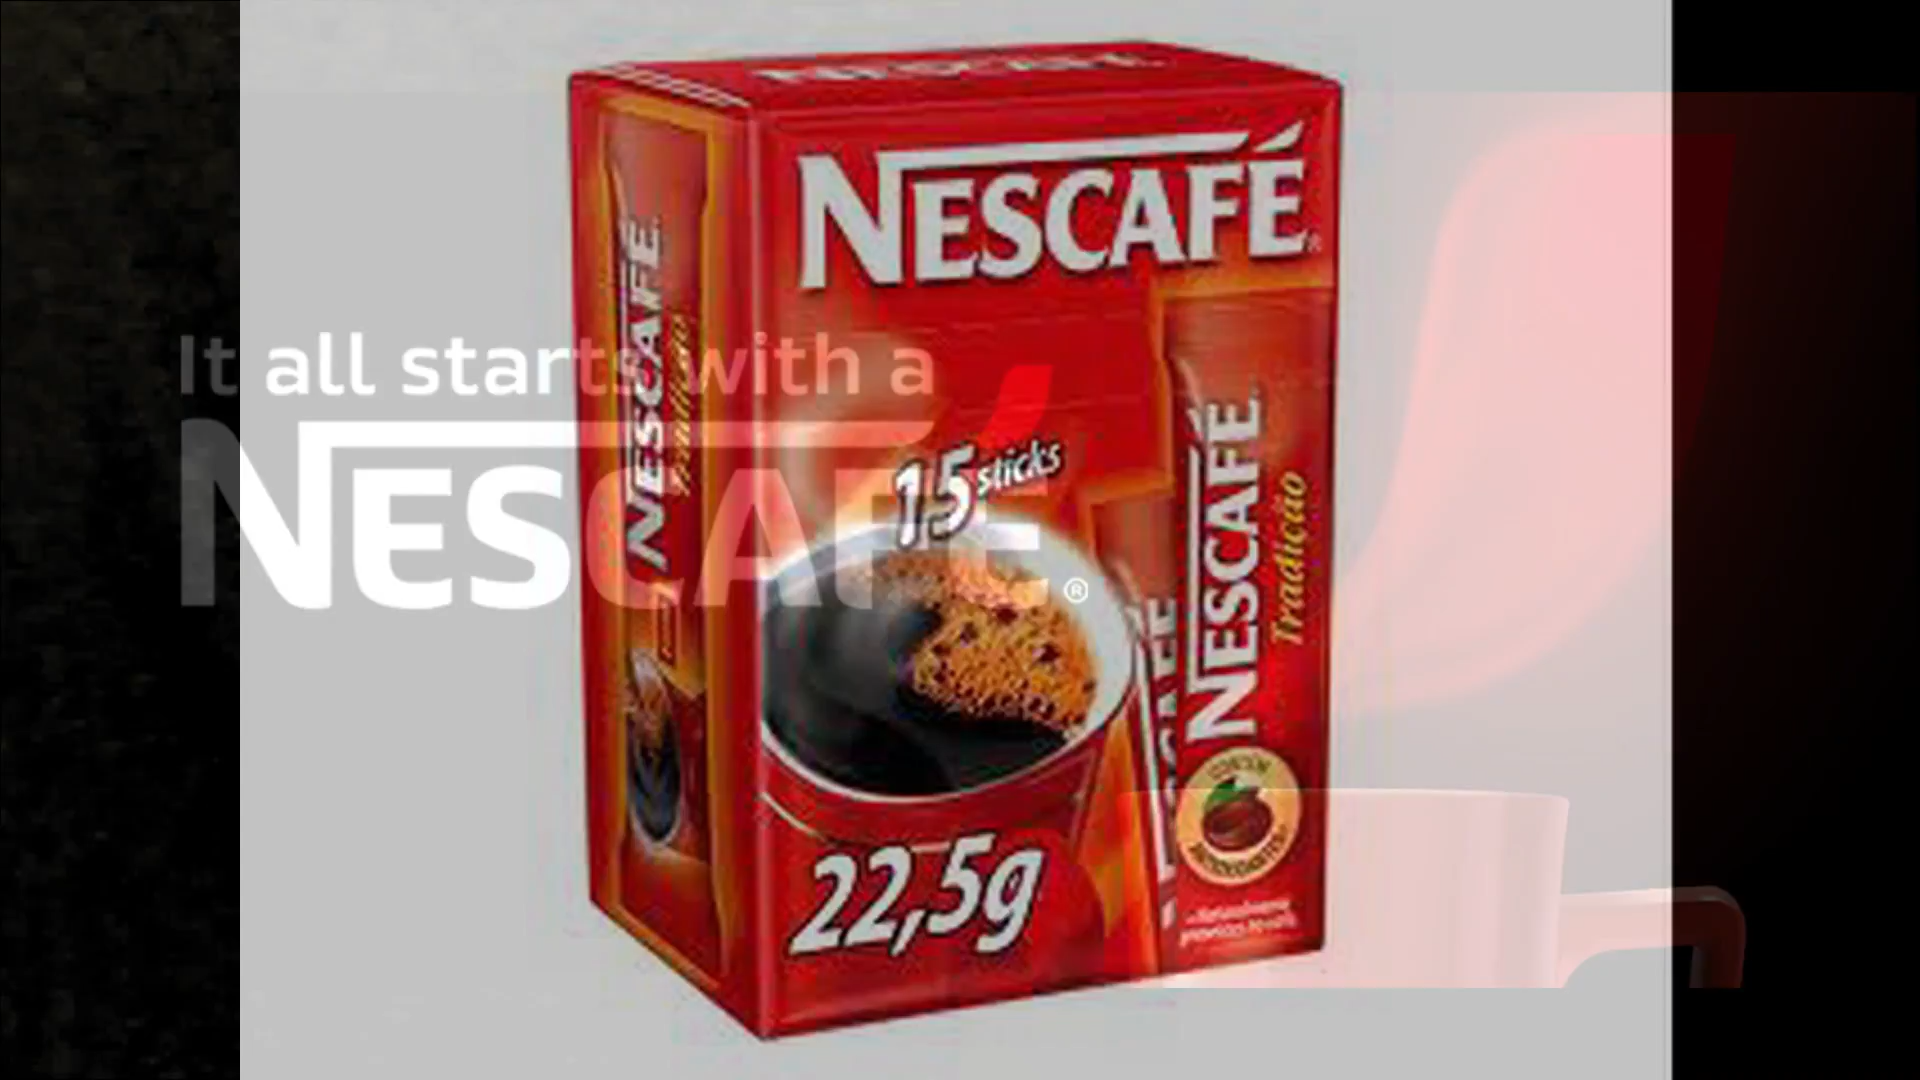 NESCAFÉ
NESCAFÉ®
NESCAFÉ
Tradição
It all starts with a
NESCAFÉ®
15 sticks
NESCAFÉ
Tradição
22,5g